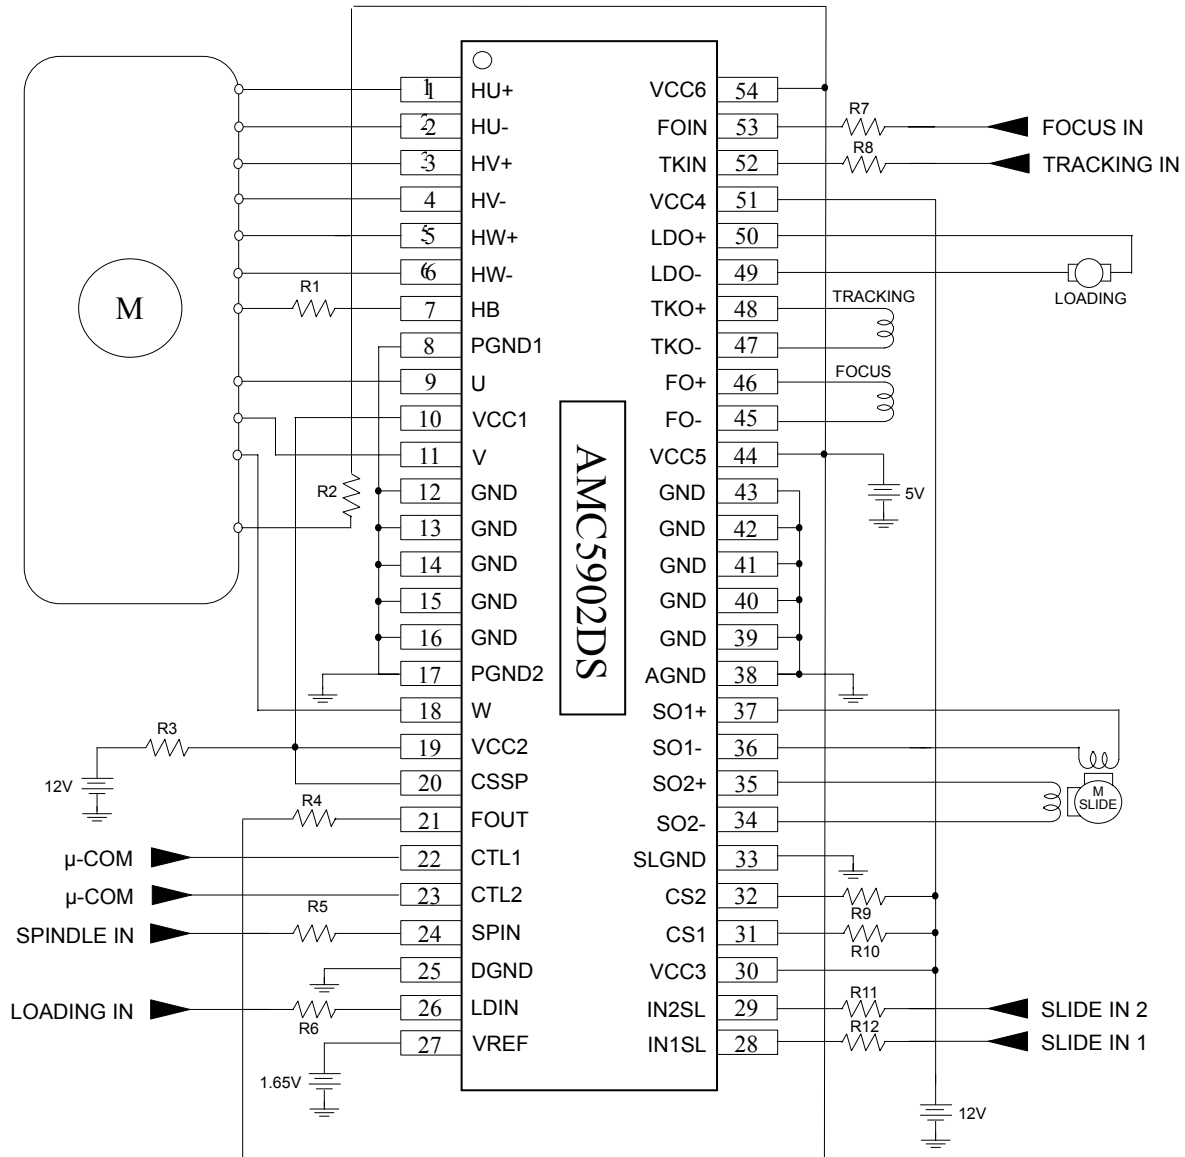 1 HU+ VCC6 54
2 HU- FOIN 53 R7 FOCUS IN
3 HV+ TKIN 52 R8 TRACKING IN
4 HV- VCC4 51
5 HW+ LDO+ 50
6 HW- LDO- 49 LOADING
M R1 7 HB TKO+ 48 TRACKING
8 PGND1 TKO- 47
9 U FO+ 46 FOCUS
10 VCC1 FO- 45
11 V VCC5 44
R2 12 GND GND 43 5V
13 GND GND 42
14 GND GND 41
15 GND GND 40
16 GND GND 39
17 PGND2 AGND 38
AMC5902DS
18 W SO1+ 37
R3 19 VCC2 SO1- 36
12V 20 CSSP SO2+ 35 M SLIDE
R4 21 FOUT SO2- 34
µ-COM 22 CTL1 SLGND 33
µ-COM 23 CTL2 CS2 32 R9
SPINDLE IN R5 24 SPIN CS1 31 R10
25 DGND VCC3 30
LOADING IN R6 26 LDIN IN2SL 29 R11 SLIDE IN 2
27 VREF IN1SL 28 R12 SLIDE IN 1
1.65V 12V